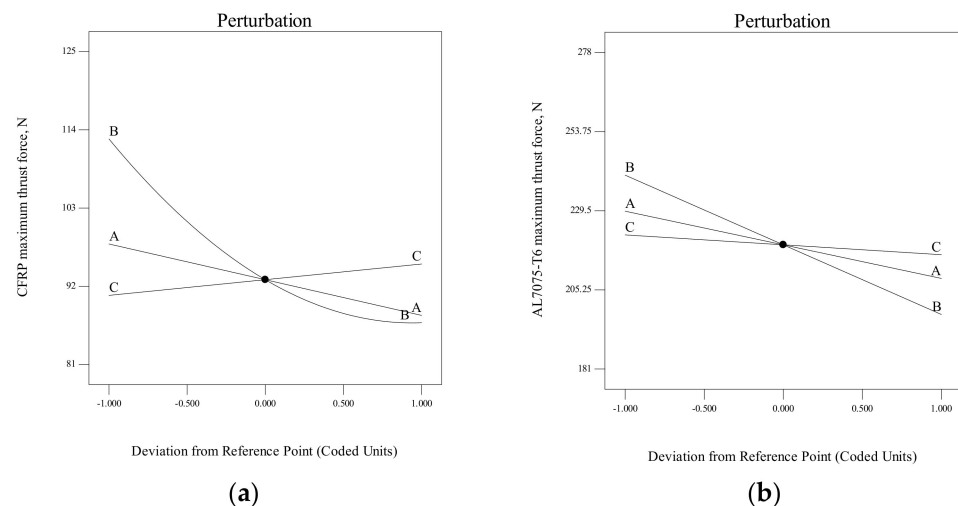 Perturbation
125
114
103
92
81
CFRP maximum thrust force, N
B
A
C
C
A
B
-1.000
-0.500
0.000
0.500
1.000
Deviation from Reference Point (Coded Units)
(a)
Perturbation
278
253.75
229.5
205.25
181
AL7075-T6 maximum thrust force, N
B
A
C
C
A
B
-1.000
-0.500
0.000
0.500
1.000
Deviation from Reference Point (Coded Units)
(b)